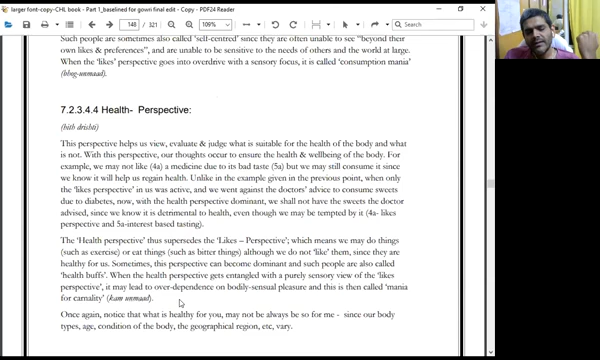 larger font-copy-CHL book - Part 1_baselined for gowri final edit - Copy - PDF24 Reader
148 / 321
109%
Such people are sometimes also called 'self-centred' since they are often unable to see "beyond their
own likes & preferences", and are unable to be sensitive to the needs of others and the world at large.
When the 'likes' perspective goes into overdrive with a sensory focus, it is called 'consumption mania'
(bhog-unmaad).
7.2.3.4.4 Health- Perspective:
(hith drishti)
This perspective helps us view, evaluate & judge what is suitable for the health of the body and what
is not. With this perspective, our thoughts occur to ensure the health & wellbeing of the body. For
example, we may not like (4a) a medicine due to its bad taste (5a) but we may still consume it since
we know it will help us regain health. Unlike in the example given in the previous point, when only
the 'likes perspective' in us was active, and we went against the doctors' advice to consume sweets
due to diabetes, now, with the health perspective dominant, we shall not have the sweets the doctor
advised, since we know it is detrimental to health, even though we may be tempted by it (4a- likes
perspective and 5a-interest based tasting).
The 'Health perspective' thus supersedes the 'Likes – Perspective'; which means we may do things
(such as exercise) or eat things (such as bitter things) although we do not 'like' them, since they are
healthy for us. Sometimes, this perspective can become dominant and such people are also called
'health buffs'. When the health perspective gets entangled with a purely sensory view of the 'likes
perspective', it may lead to over-dependence on bodily-sensual pleasure and this is then called 'mania
for carnality' (kam unmaad).
Once again, notice that what is healthy for you, may not be always be so for me - since our body
types, age, condition of the body, the geographical region, etc, vary.